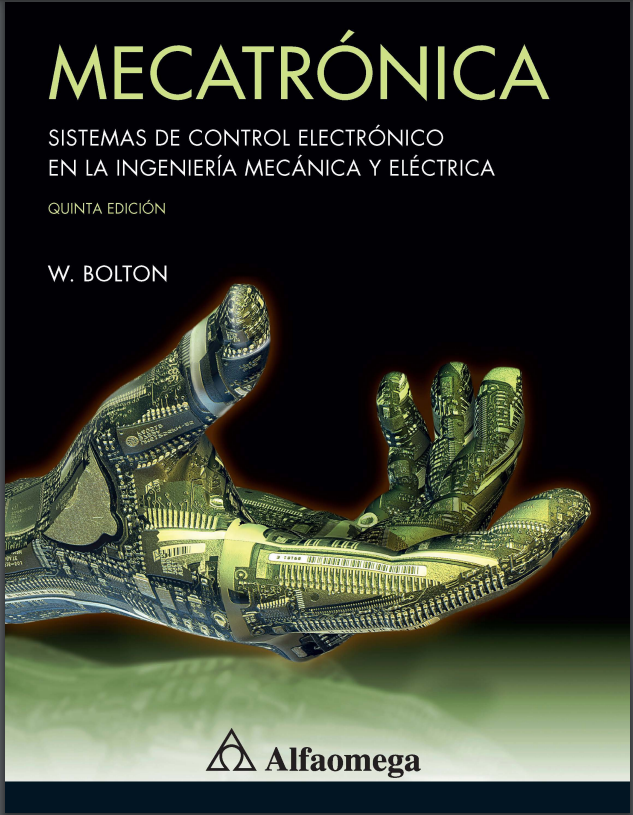 MECATRÓNICA
SISTEMAS DE CONTROL ELECTRÓNICO
EN LA INGENIERÍA MECÁNICA Y ELÉCTRICA
QUINTA EDICIÓN
W. BOLTON
Alfaomega